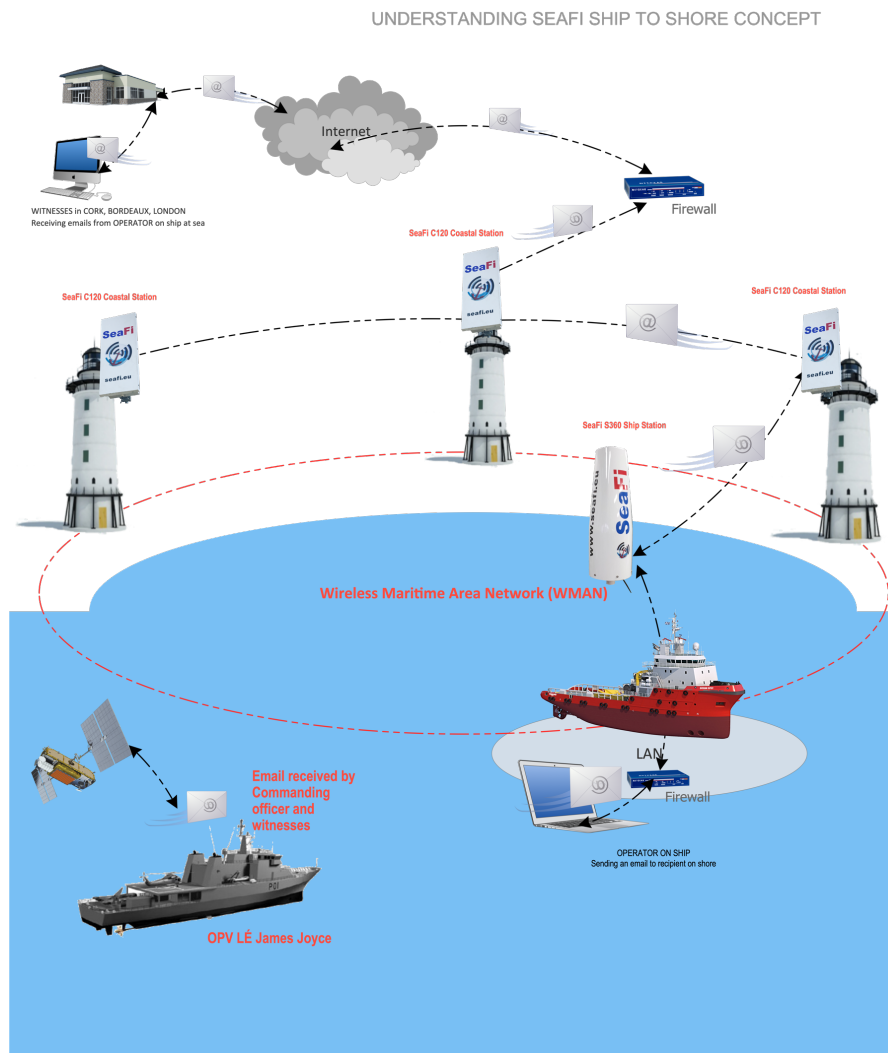 UNDERSTANDING SEAFI SHIP TO SHORE CONCEPT
@
@
Internet
@
WITNESSES in CORK, BORDEAUX, LONDON
Receiving emails from OPERATOR on ship at sea
Firewall
@
SeaFi C120 Coastal Station
SeaFi
seafi.eu
SeaFi C120 Coastal Station
SeaFi
seafi.eu
SeaFi C120 Coastal Station
SeaFi
seafi.eu
@
@
SeaFi S360 Ship Station
www.seafi.eu
SeaFi
Wireless Maritime Area Network (WMAN)
LAN
Firewall
@
OPERATOR ON SHIP
Sending an email to recipient on shore
Email received by
Commanding
officer and
witnesses
@
P01
OPV LÉ James Joyce